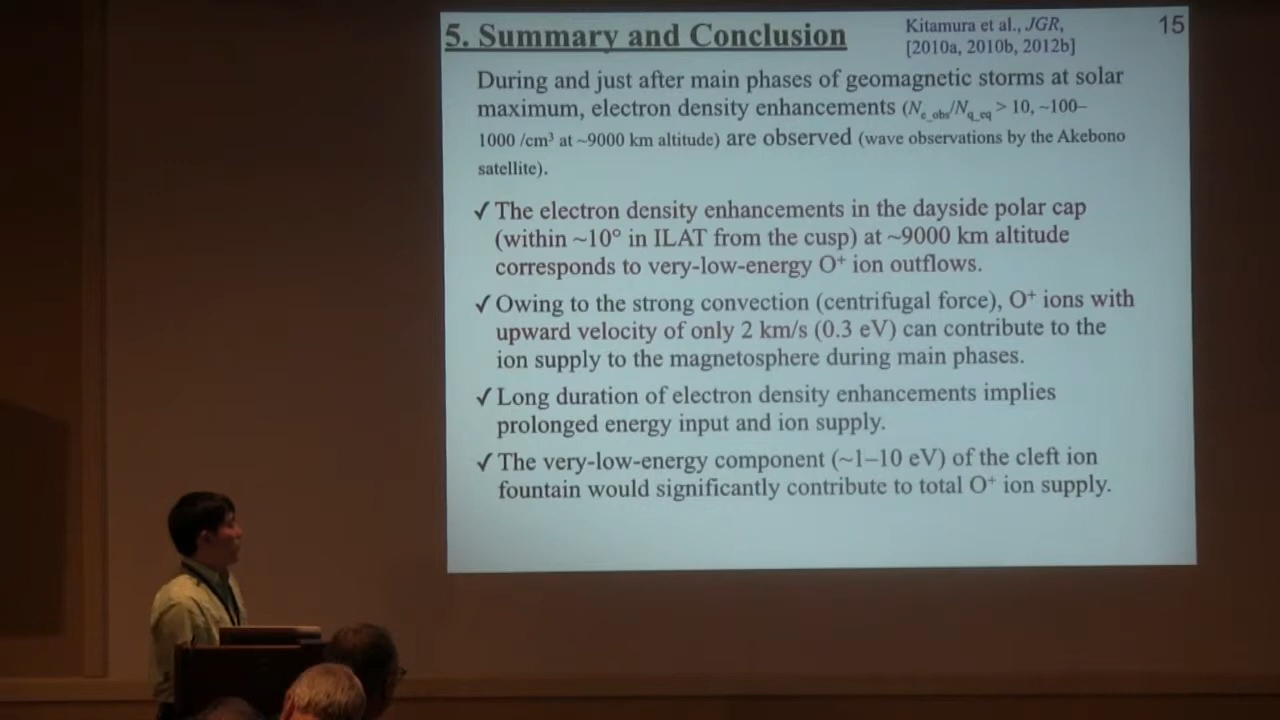 5. Summary and Conclusion
Kitamura et al., JGR,
[2010a, 2010b, 2012b]
15
During and just after main phases of geomagnetic storms at solar
maximum, electron density enhancements (Ne_obs/Nq_eq > 10, ~100–
1000 /cm³ at ~9000 km altitude) are observed (wave observations by the Akebono
satellite).
✓ The electron density enhancements in the dayside polar cap
(within ~10° in ILAT from the cusp) at ~9000 km altitude
corresponds to very-low-energy O⁺ ion outflows.
✓ Owing to the strong convection (centrifugal force), O⁺ ions with
upward velocity of only 2 km/s (0.3 eV) can contribute to the
ion supply to the magnetosphere during main phases.
✓ Long duration of electron density enhancements implies
prolonged energy input and ion supply.
✓ The very-low-energy component (~1–10 eV) of the cleft ion
fountain would significantly contribute to total O⁺ ion supply.